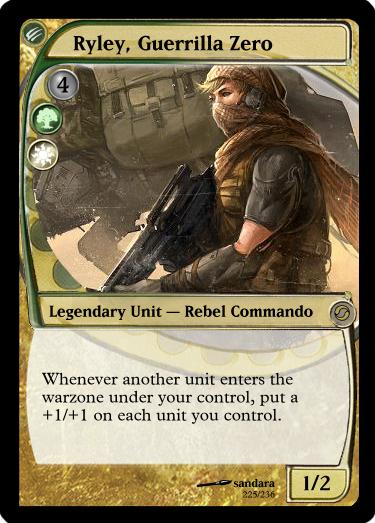 Ryley, Guerrilla Zero
4
Legendary Unit — Rebel Commando
Whenever another unit enters the
warzone under your control, put a
+1/+1 on each unit you control.
sandara
225/236
1/2